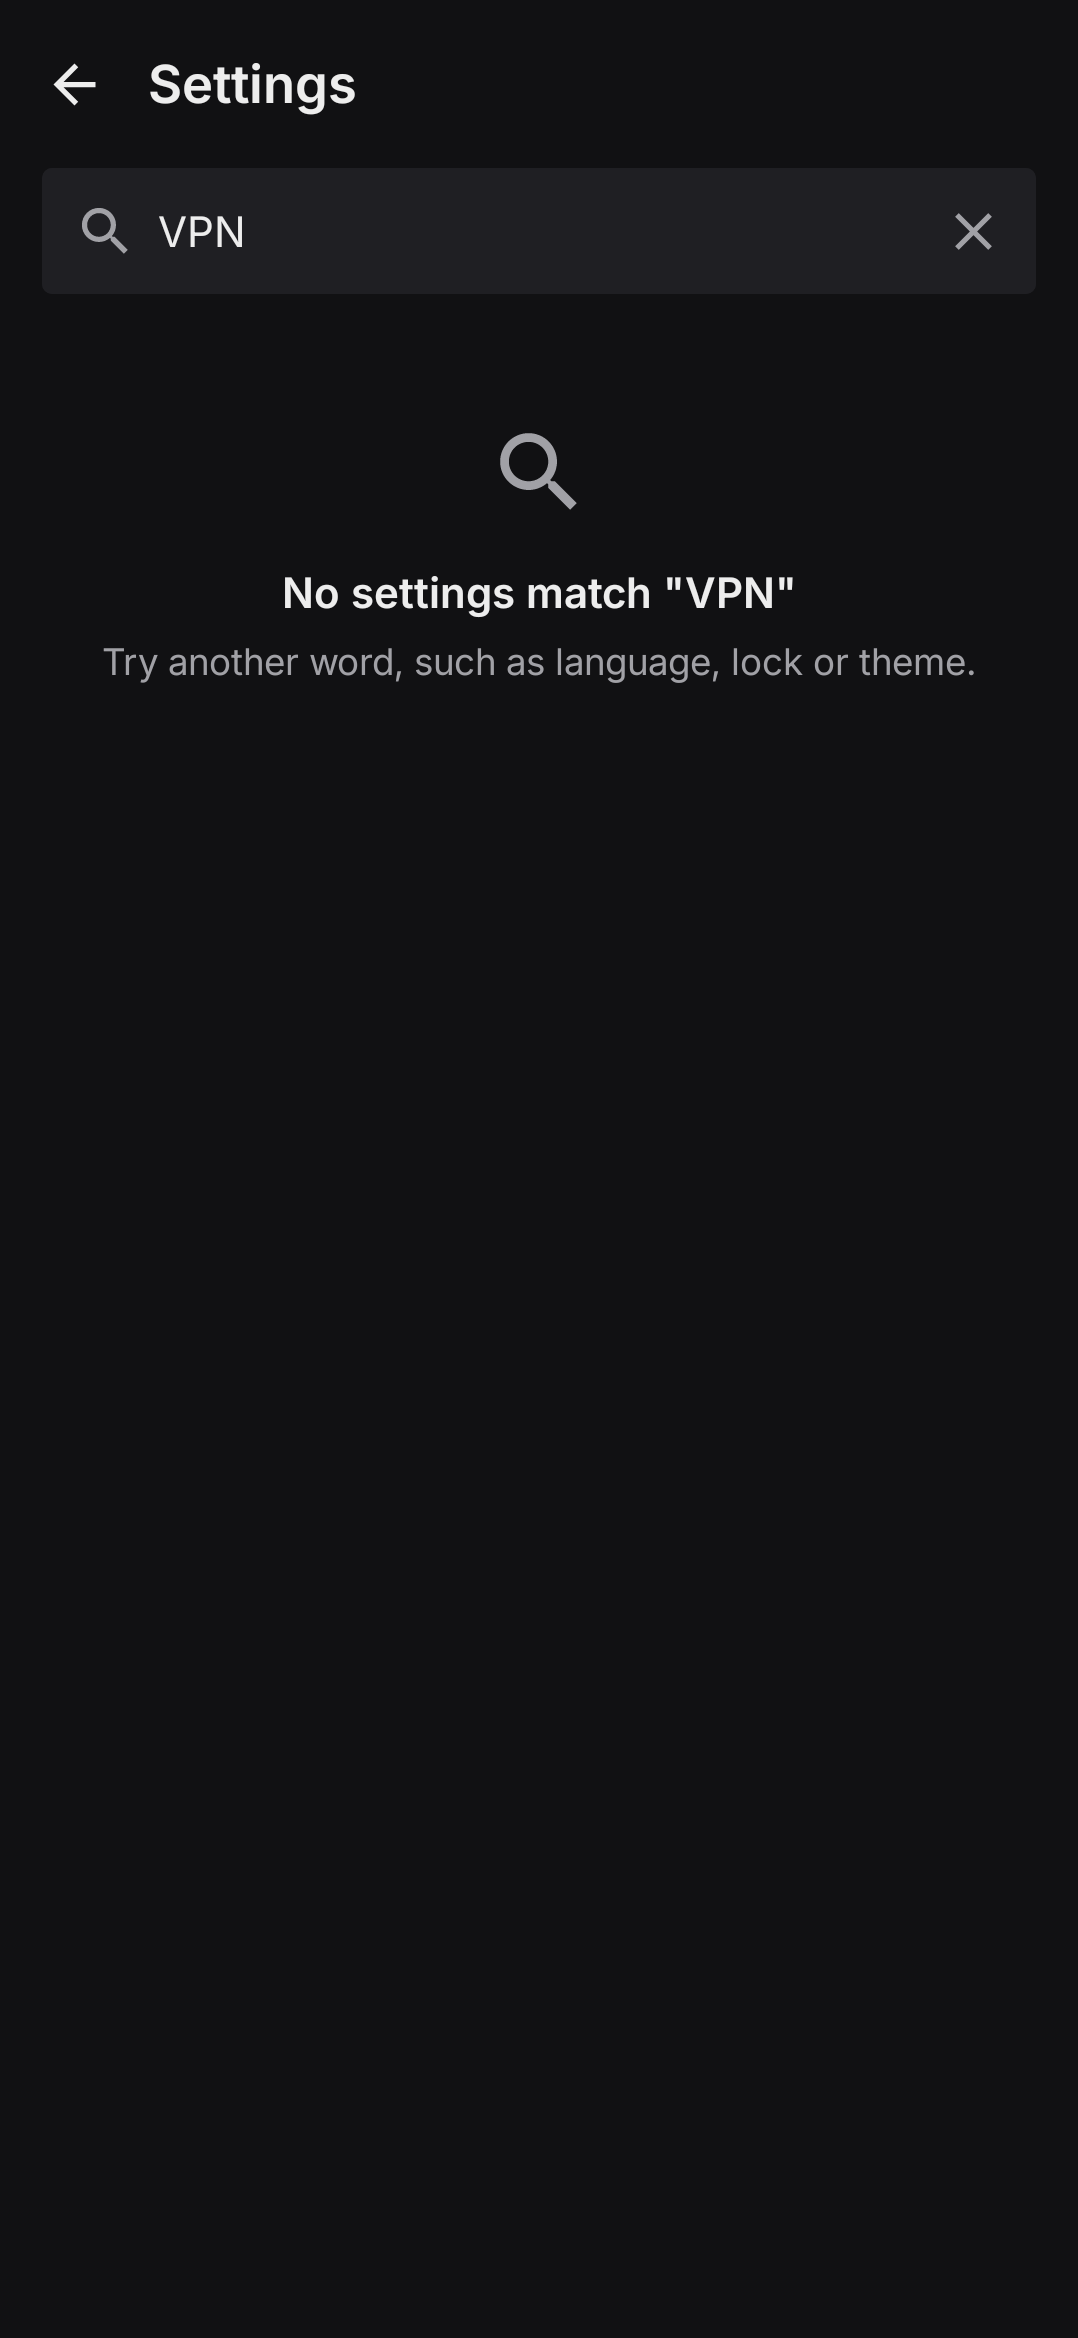 Settings
VPN
No settings match "VPN"
Try another word, such as language, lock or theme.